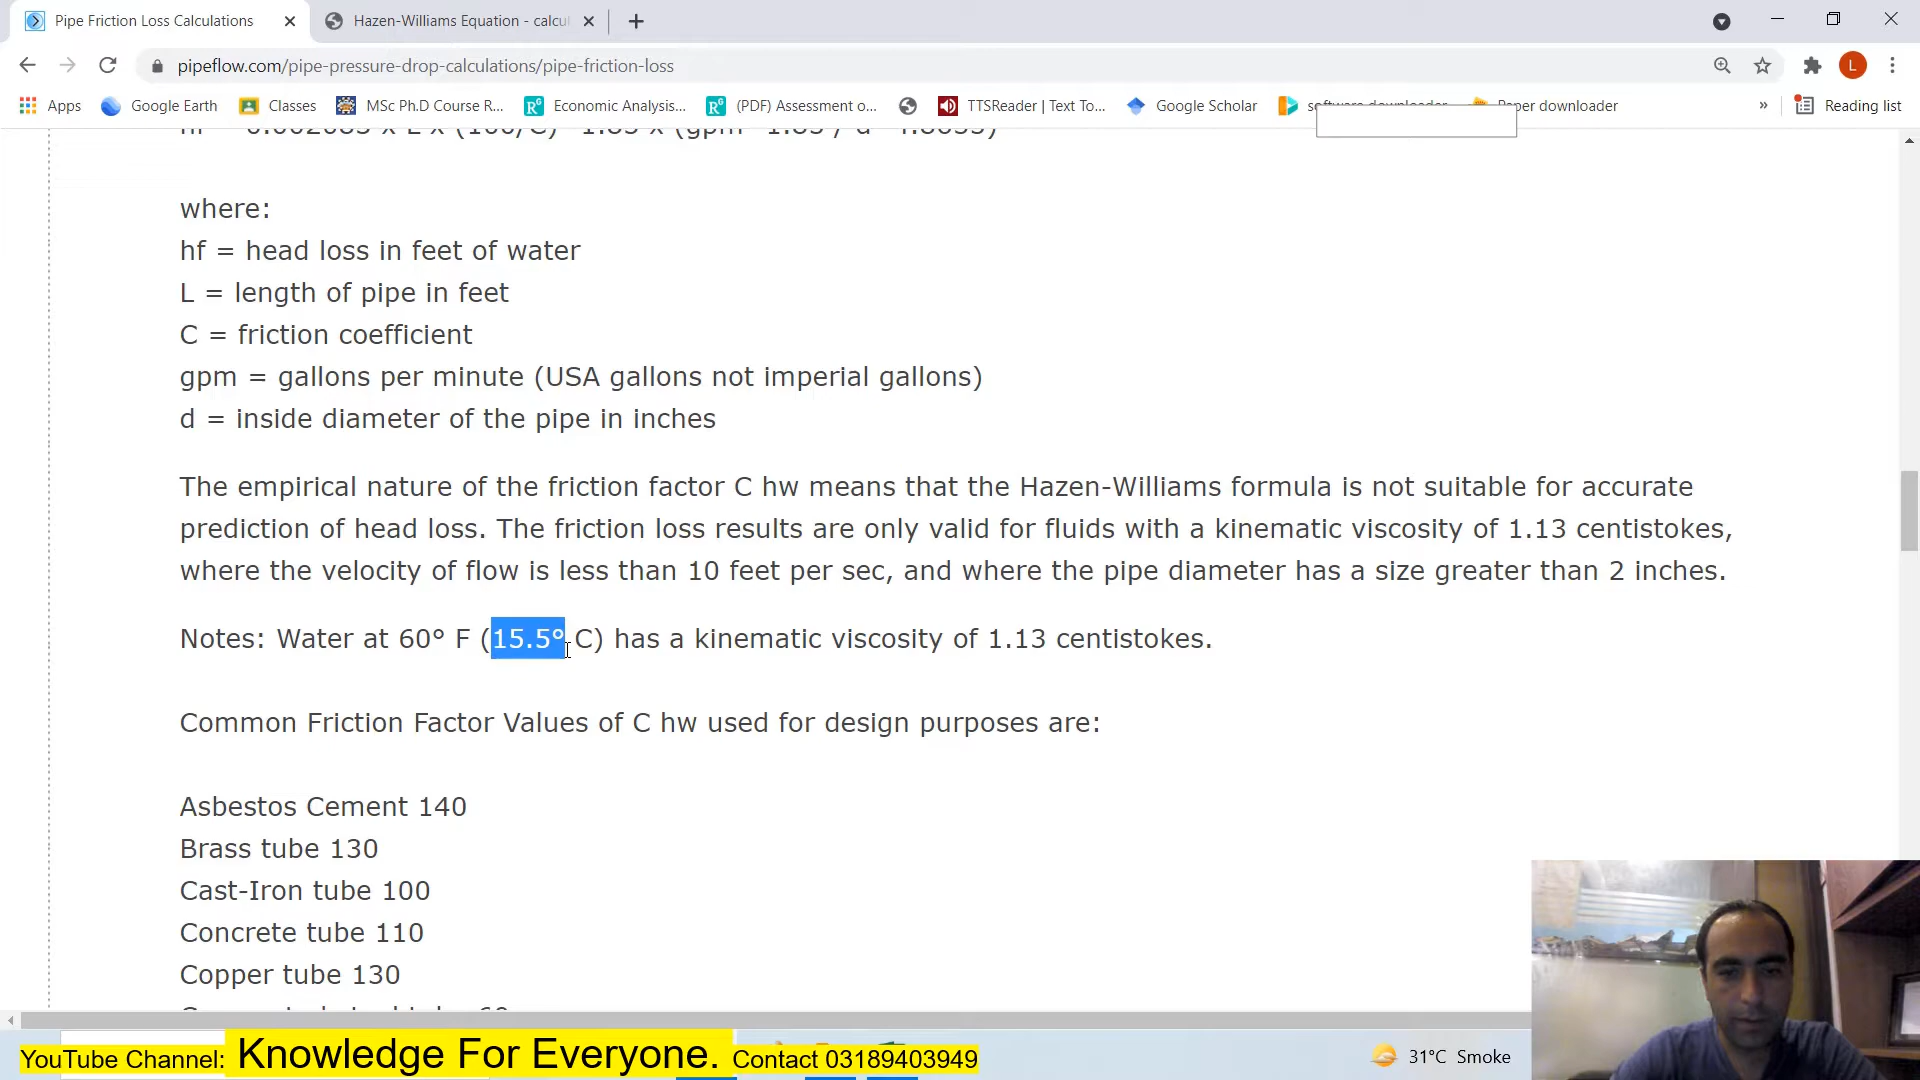 Pipe Friction Loss Calculations
Hazen-Williams Equation - calcul
pipeflow.com/pipe-pressure-drop-calculations/pipe-friction-loss
L
Apps
Google Earth
Classes
MSc Ph.D Course R...
Economic Analysis...
(PDF) Assessment o...
TTSReader | Text To...
Google Scholar
software downloader
Paper downloader
»
Reading list
where:
hf = head loss in feet of water
L = length of pipe in feet
C = friction coefficient
gpm = gallons per minute (USA gallons not imperial gallons)
d = inside diameter of the pipe in inches
The empirical nature of the friction factor C hw means that the Hazen-Williams formula is not suitable for accurate
prediction of head loss. The friction loss results are only valid for fluids with a kinematic viscosity of 1.13 centistokes,
where the velocity of flow is less than 10 feet per sec, and where the pipe diameter has a size greater than 2 inches.
Notes: Water at 60° F (15.5° C) has a kinematic viscosity of 1.13 centistokes.
Common Friction Factor Values of C hw used for design purposes are:
Asbestos Cement 140
Brass tube 130
Cast-Iron tube 100
Concrete tube 110
Copper tube 130
YouTube Channel: Knowledge For Everyone. Contact 03189403949
31°C Smoke